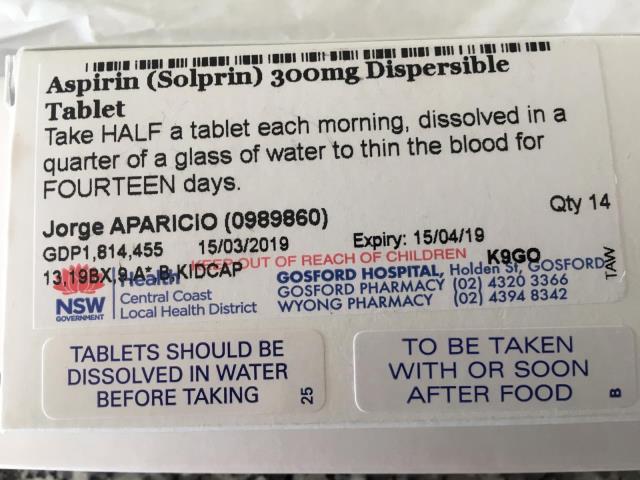 Aspirin (Solprin) 300mg Dispersible
Tablet
Take HALF a tablet each morning, dissolved in a
quarter of a glass of water to thin the blood for
FOURTEEN days.
Jorge APARICIO (0989860)
Qty 14
GDP1,814,455 15/03/2019 Expiry: 15/04/19
KEEP OUT OF REACH OF CHILDREN K9GO
13,19BX,9,A*,B,KIDCAP
TAW
Health
Central Coast
Local Health District
NSW
GOVERNMENT
GOSFORD HOSPITAL, Holden St, GOSFORD
GOSFORD PHARMACY (02) 4320 3366
WYONG PHARMACY (02) 4394 8342
TABLETS SHOULD BE
DISSOLVED IN WATER
BEFORE TAKING
25
TO BE TAKEN
WITH OR SOON
AFTER FOOD
B